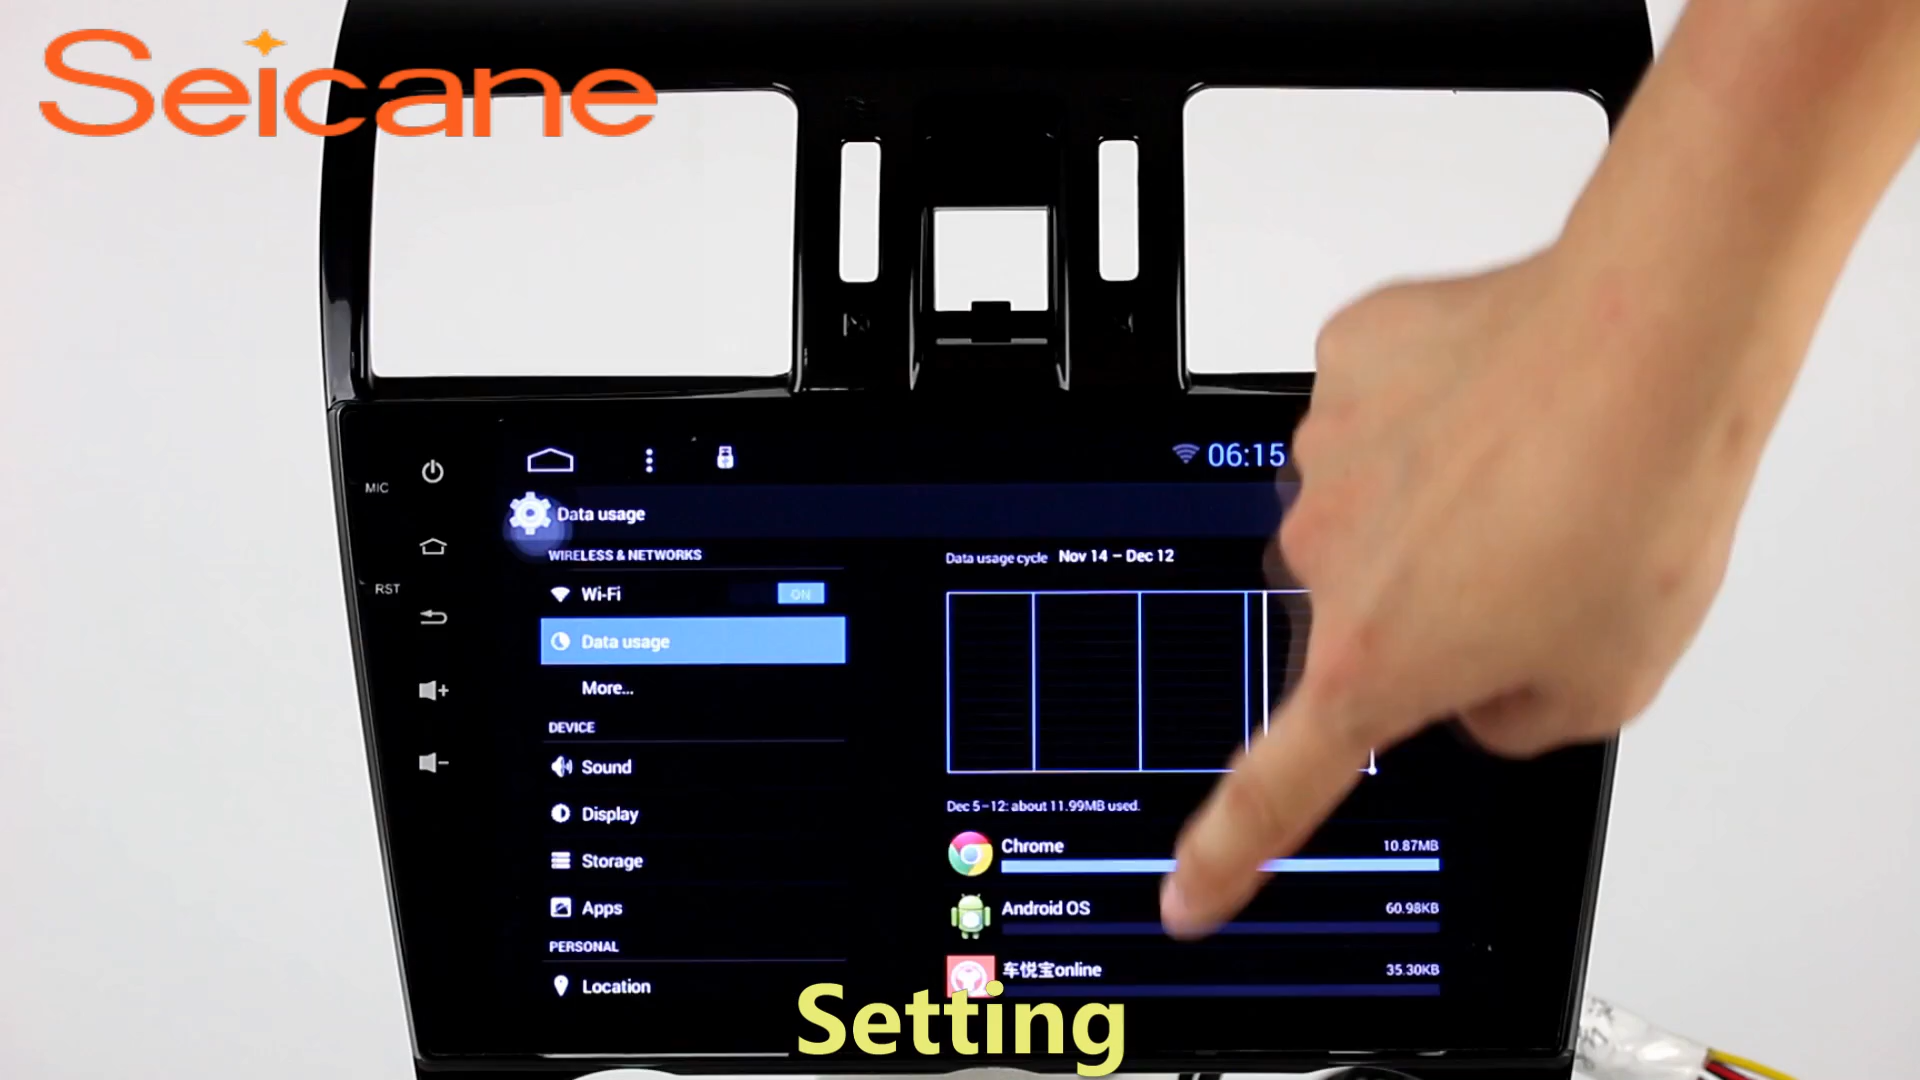 Seicane
MIC
RST
06:15
Data usage
WIRELESS & NETWORKS
Wi-Fi
ON
Data usage
More...
DEVICE
Sound
Display
Storage
Apps
PERSONAL
Location
Data usage cycle Nov 14 – Dec 12
Dec 5–12: about 11.99MB used.
Chrome 10.87MB
Android OS 60.98KB
车悦宝online 35.30KB
Setting